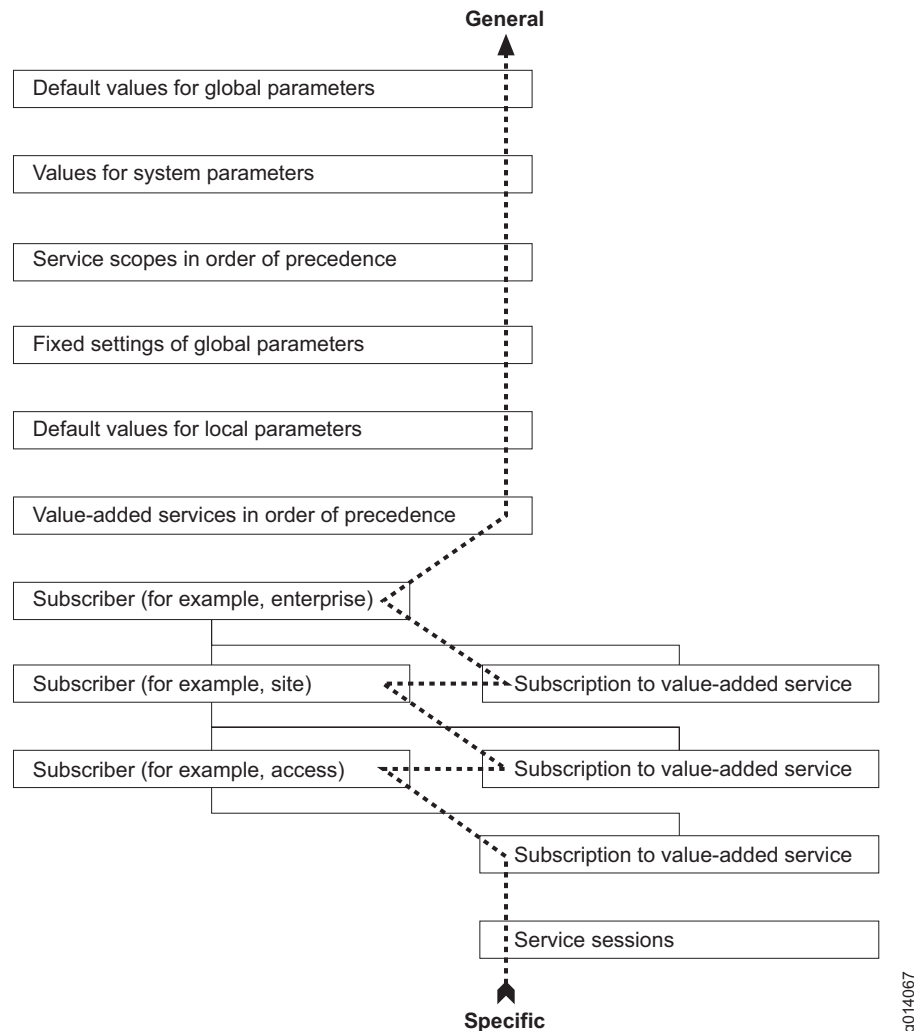 General
Default values for global parameters
Values for system parameters
Service scopes in order of precedence
Fixed settings of global parameters
Default values for local parameters
Value-added services in order of precedence
Subscriber (for example, enterprise)
Subscriber (for example, site)
Subscription to value-added service
Subscriber (for example, access)
Subscription to value-added service
Subscription to value-added service
Service sessions
Specific
g014067